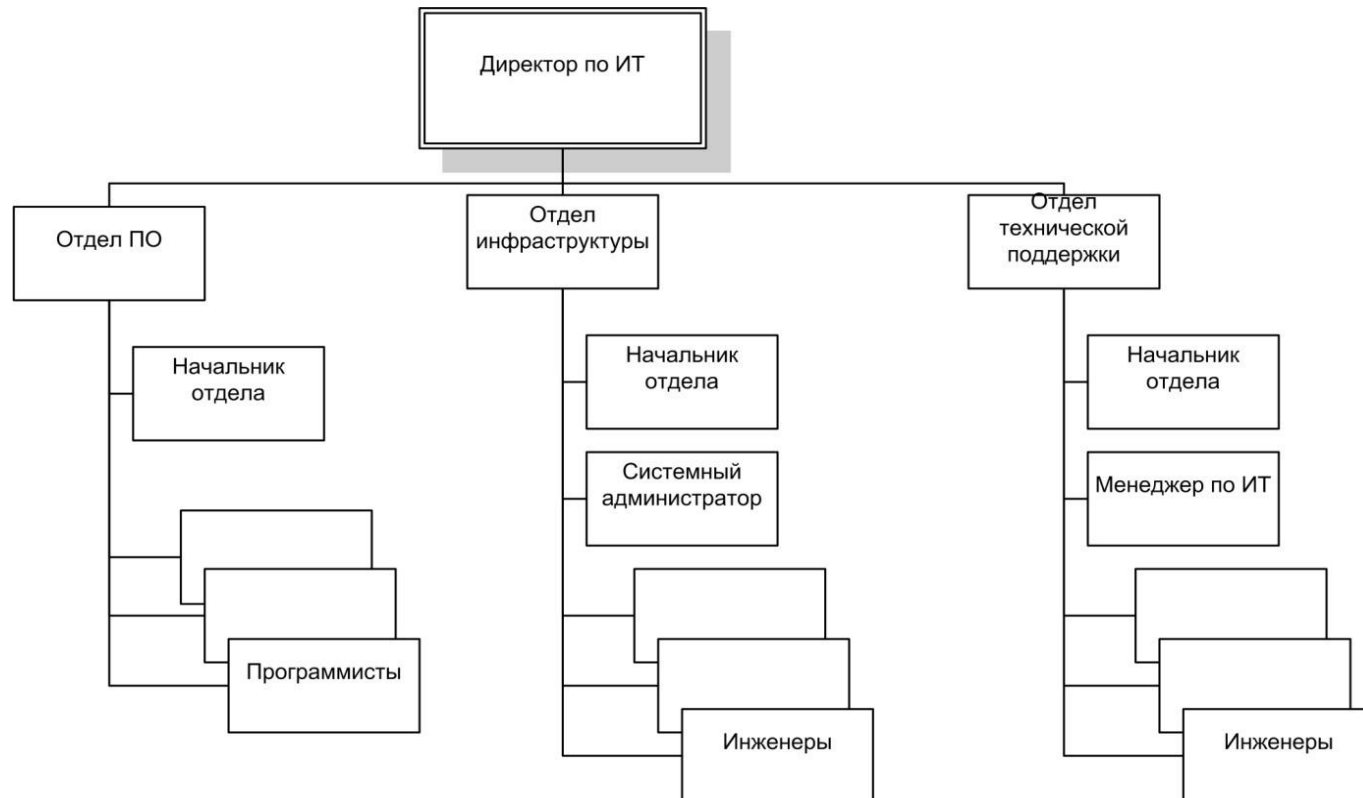 Директор по ИТ
Отдел ПО
Отдел
инфраструктуры
Отдел
технической
поддержки
Начальник
отдела
Начальник
отдела
Начальник
отдела
Системный
администратор
Менеджер по ИТ
Программисты
Инженеры
Инженеры